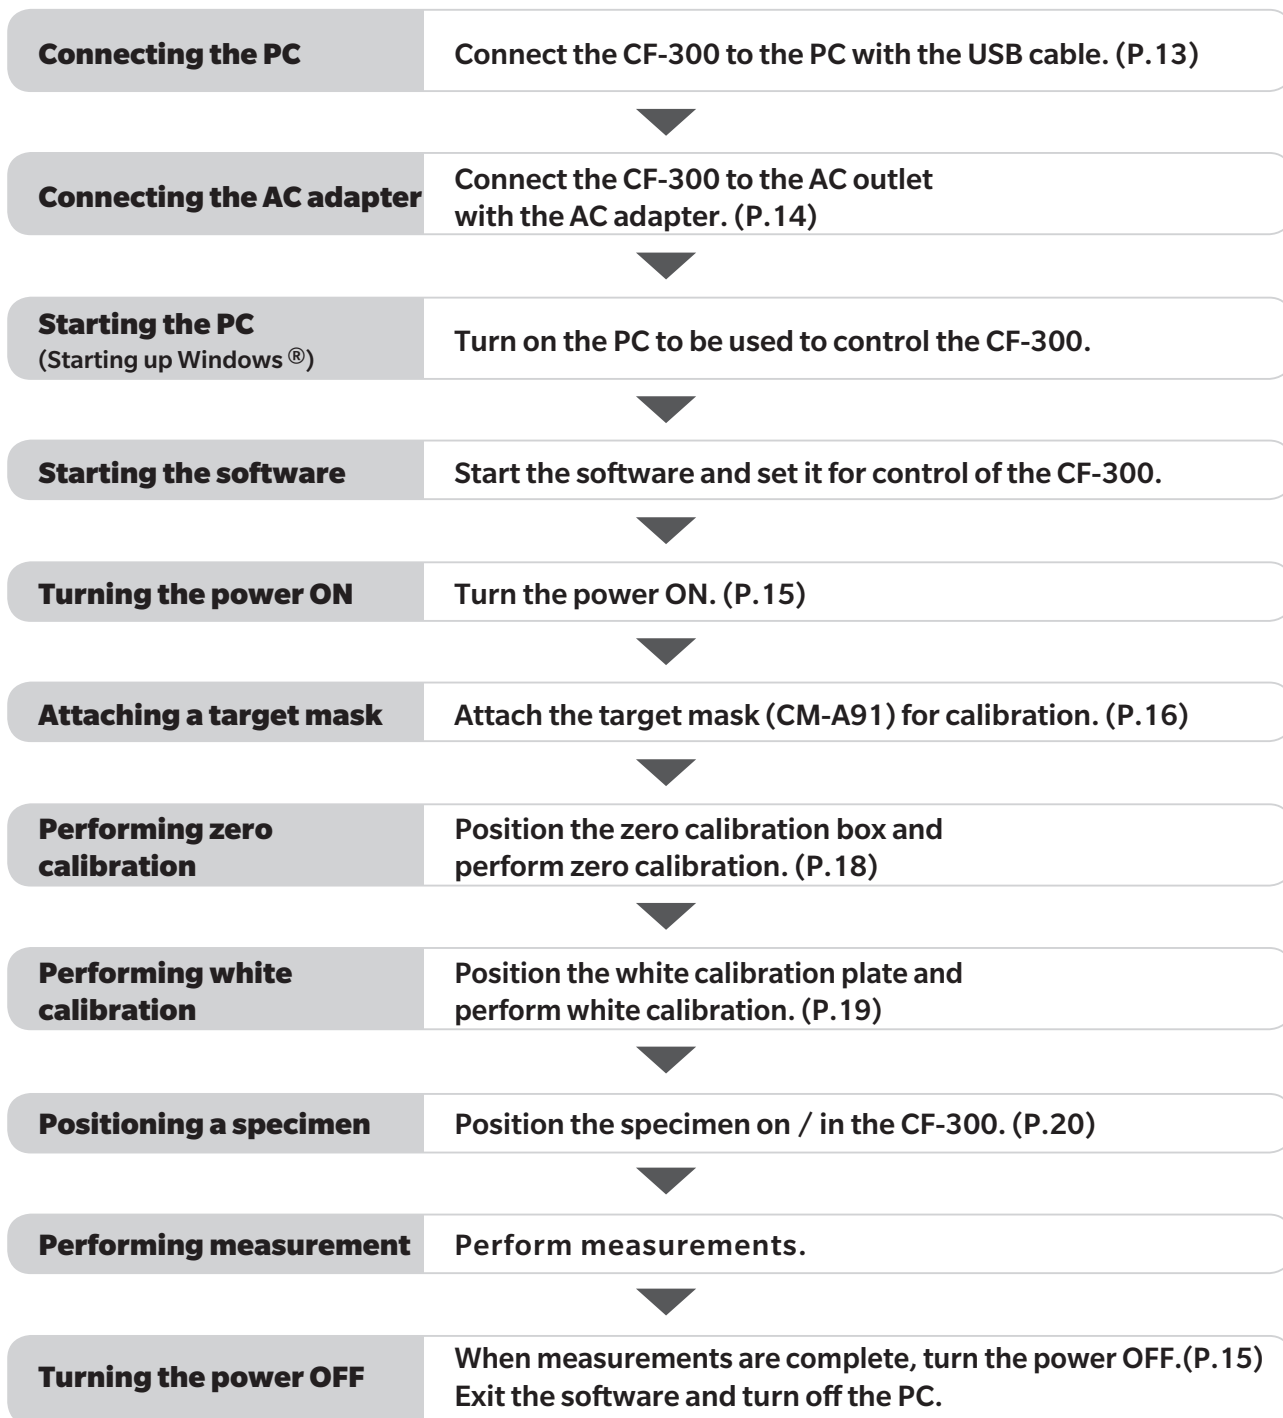 Connecting the PC
Connect the CF-300 to the PC with the USB cable. (P.13)
Connecting the AC adapter
Connect the CF-300 to the AC outlet
with the AC adapter. (P.14)
Starting the PC
(Starting up Windows ®)
Turn on the PC to be used to control the CF-300.
Starting the software
Start the software and set it for control of the CF-300.
Turning the power ON
Turn the power ON. (P.15)
Attaching a target mask
Attach the target mask (CM-A91) for calibration. (P.16)
Performing zero
calibration
Position the zero calibration box and
perform zero calibration. (P.18)
Performing white
calibration
Position the white calibration plate and
perform white calibration. (P.19)
Positioning a specimen
Position the specimen on / in the CF-300. (P.20)
Performing measurement
Perform measurements.
Turning the power OFF
When measurements are complete, turn the power OFF.(P.15)
Exit the software and turn off the PC.